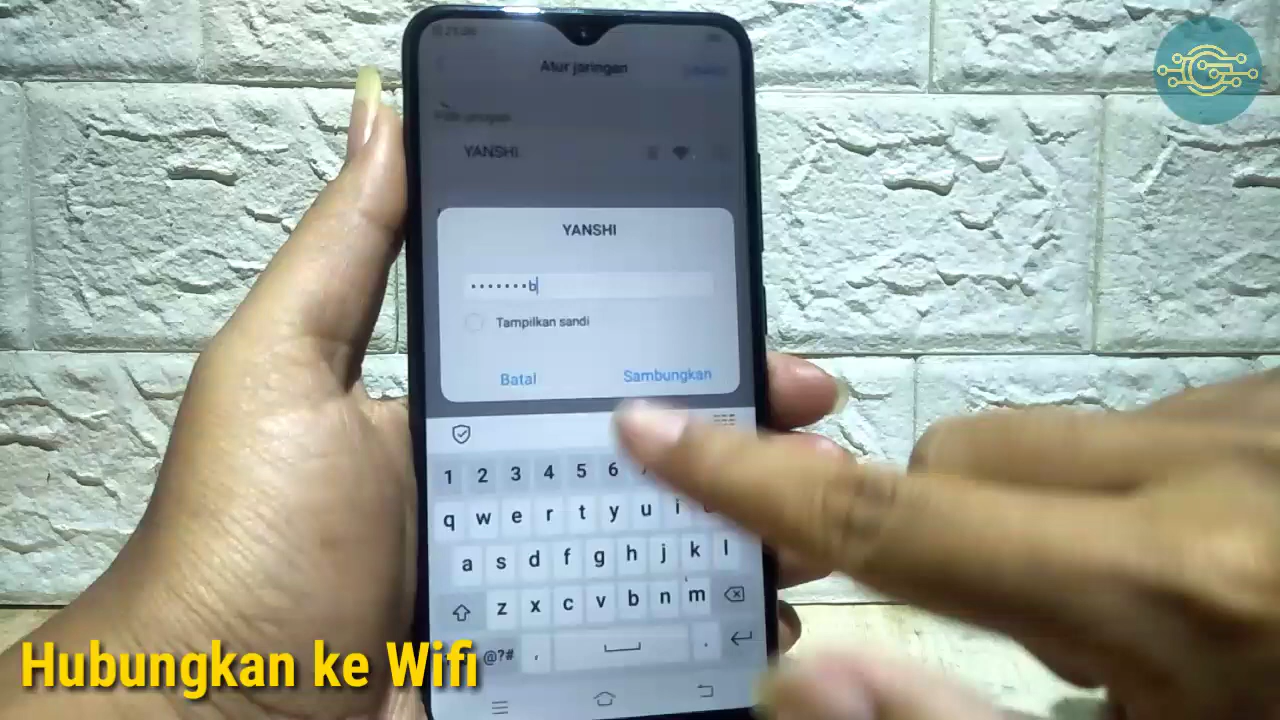 Atur jaringan
YANSHI
YANSHI
•••••••b
Tampilkan sandi
Batal
Sambungkan
1 2 3 4 5 6
q w e r t y u i
a s d f g h j k l
z x c v b n m
@?# , .
Hubungkan ke Wifi